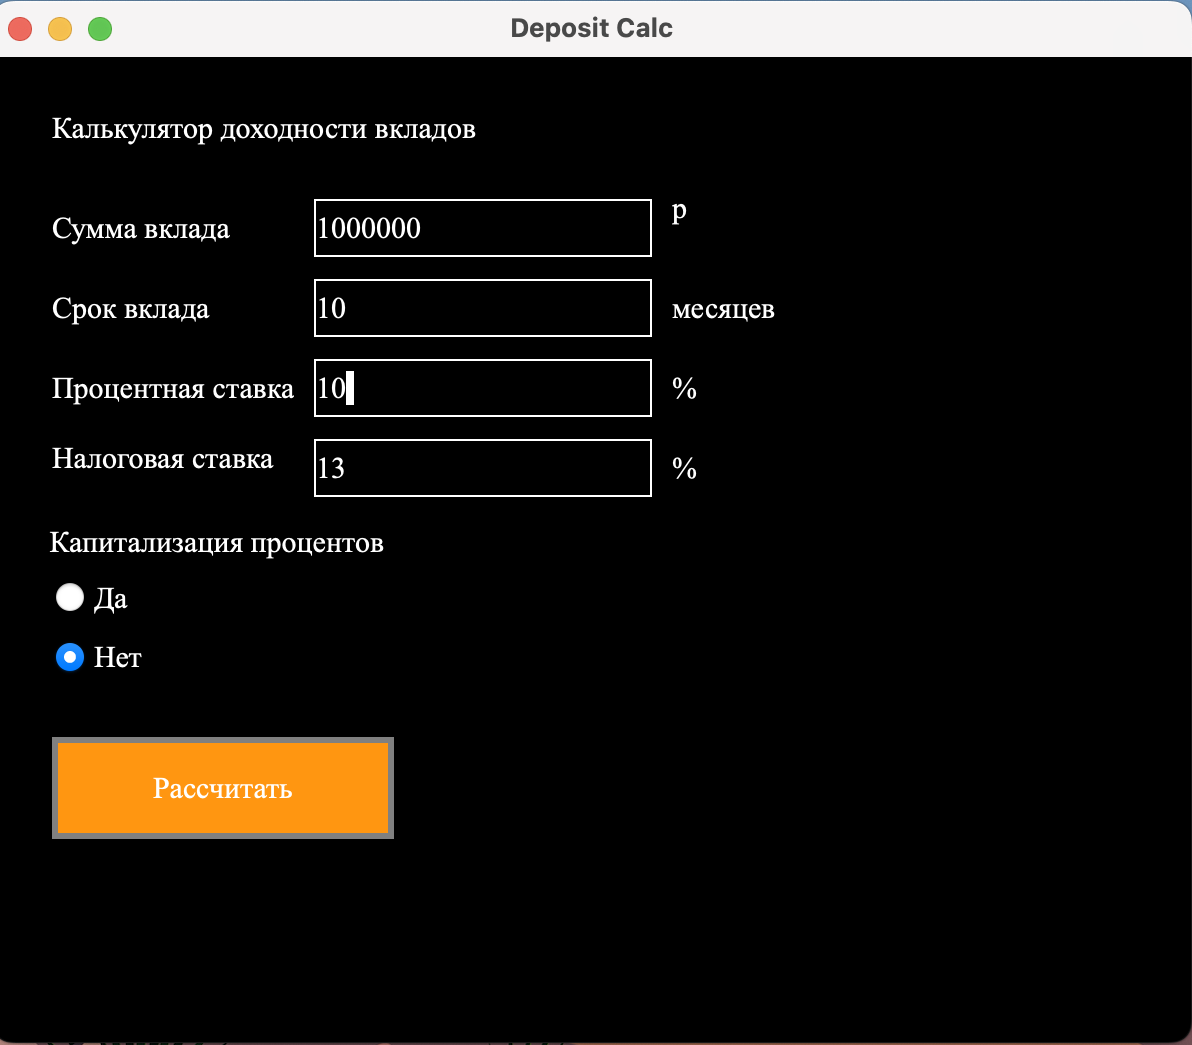 Deposit Calc
Калькулятор доходности вкладов
Сумма вклада 1000000 р
Срок вклада 10 месяцев
Процентная ставка 10 %
Налоговая ставка 13 %
Капитализация процентов
Да
Нет
Рассчитать